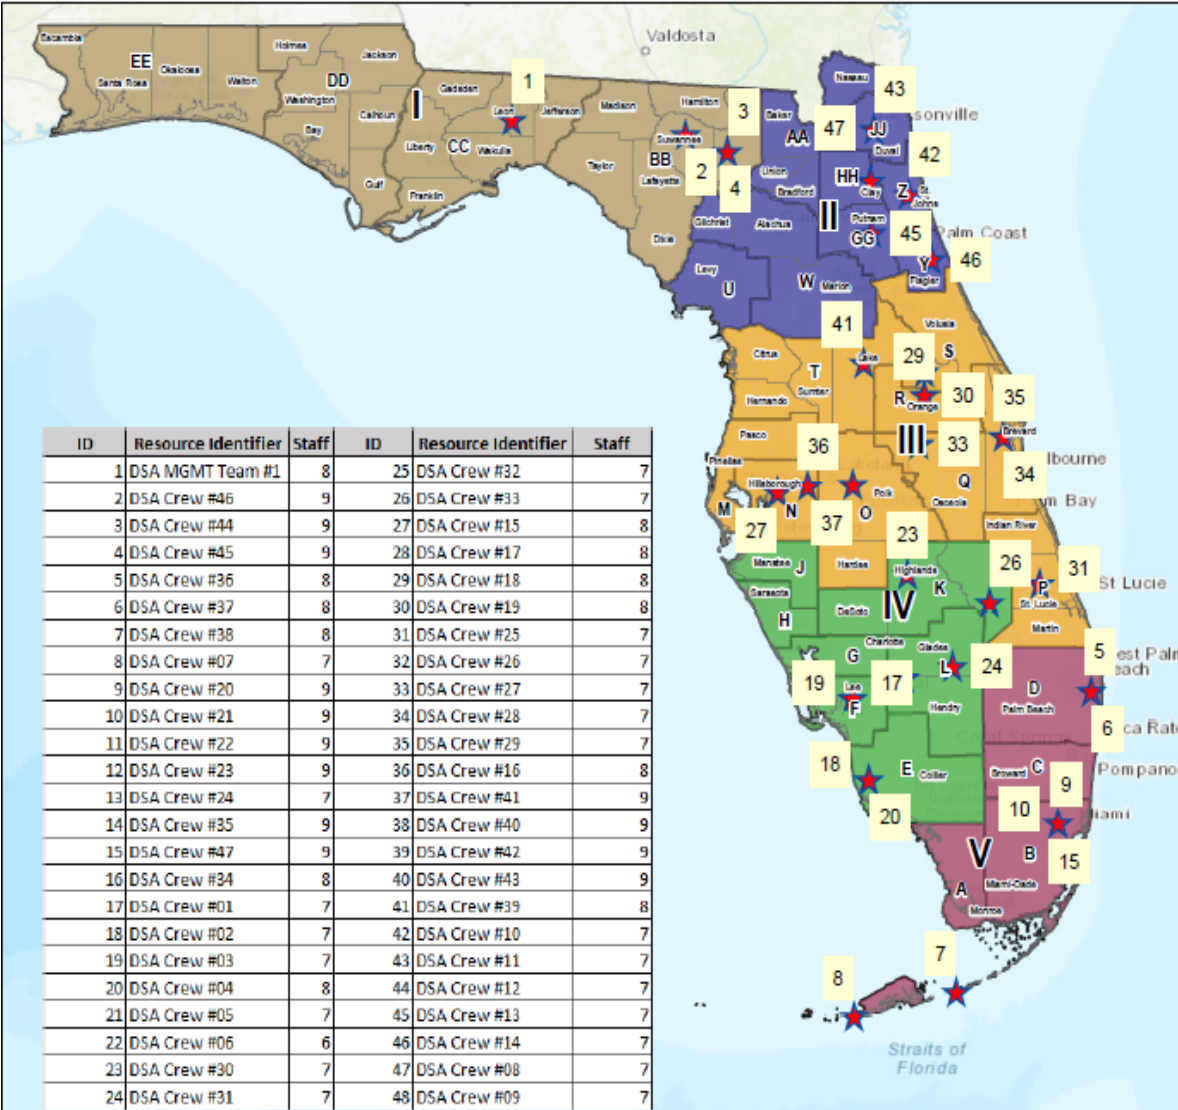 Valdosta
Escambia
EE
Santa Rosa
Okaloosa
Walton
Holmes
Jackson
DD
Washington
Bay
Calhoun
Gulf
I
Gadsden
Liberty
Franklin
CC
Leon
Wakulla
Jefferson
1
Madison
Taylor
Hamilton
Suwannee
BB
Lafayette
Dixie
2
3
4
Nassau
43
sonville
Baker
AA
47
JJ
Duval
42
Union
Bradford
HH
Clay
Z
St. Johns
Gilchrist
Alachua
II
Putnam
GG
45
Palm Coast
Y
46
Flagler
Levy
U
W
Marion
41
Volusia
S
Citrus
T
Sumter
Lake
29
Hernando
R
Orange
30
35
Pasco
III
33
Brevard
lbourne
36
34
Pinellas
Hillsborough
Polk
Q
Osceola
m Bay
M
N
O
27
37
23
Indian River
26
31
Manatee
J
Hardee
Highlands
K
P
St Lucie
St. Lucie
Sarasota
H
DeSoto
IV
Martin
Charlotte
G
Glades
L
24
5
est Palm
each
19
Lee
F
17
Hendry
D
Palm Beach
6
ca Rat
18
E
Collier
Broward
C
Pompano
9
20
10
iami
V
B
15
A
Miami-Dade
Monroe
7
8
Straits of
Florida
ID Resource Identifier Staff ID Resource Identifier Staff
1 DSA MGMT Team #1 8 25 DSA Crew #32 7
2 DSA Crew #46 9 26 DSA Crew #33 7
3 DSA Crew #44 9 27 DSA Crew #15 8
4 DSA Crew #45 9 28 DSA Crew #17 8
5 DSA Crew #36 8 29 DSA Crew #18 8
6 DSA Crew #37 8 30 DSA Crew #19 8
7 DSA Crew #38 8 31 DSA Crew #25 7
8 DSA Crew #07 7 32 DSA Crew #26 7
9 DSA Crew #20 9 33 DSA Crew #27 7
10 DSA Crew #21 9 34 DSA Crew #28 7
11 DSA Crew #22 9 35 DSA Crew #29 7
12 DSA Crew #23 9 36 DSA Crew #16 8
13 DSA Crew #24 7 37 DSA Crew #41 9
14 DSA Crew #35 9 38 DSA Crew #40 9
15 DSA Crew #47 9 39 DSA Crew #42 9
16 DSA Crew #34 8 40 DSA Crew #43 9
17 DSA Crew #01 7 41 DSA Crew #39 8
18 DSA Crew #02 7 42 DSA Crew #10 7
19 DSA Crew #03 7 43 DSA Crew #11 7
20 DSA Crew #04 8 44 DSA Crew #12 7
21 DSA Crew #05 7 45 DSA Crew #13 7
22 DSA Crew #06 6 46 DSA Crew #14 7
23 DSA Crew #30 7 47 DSA Crew #08 7
24 DSA Crew #31 7 48 DSA Crew #09 7